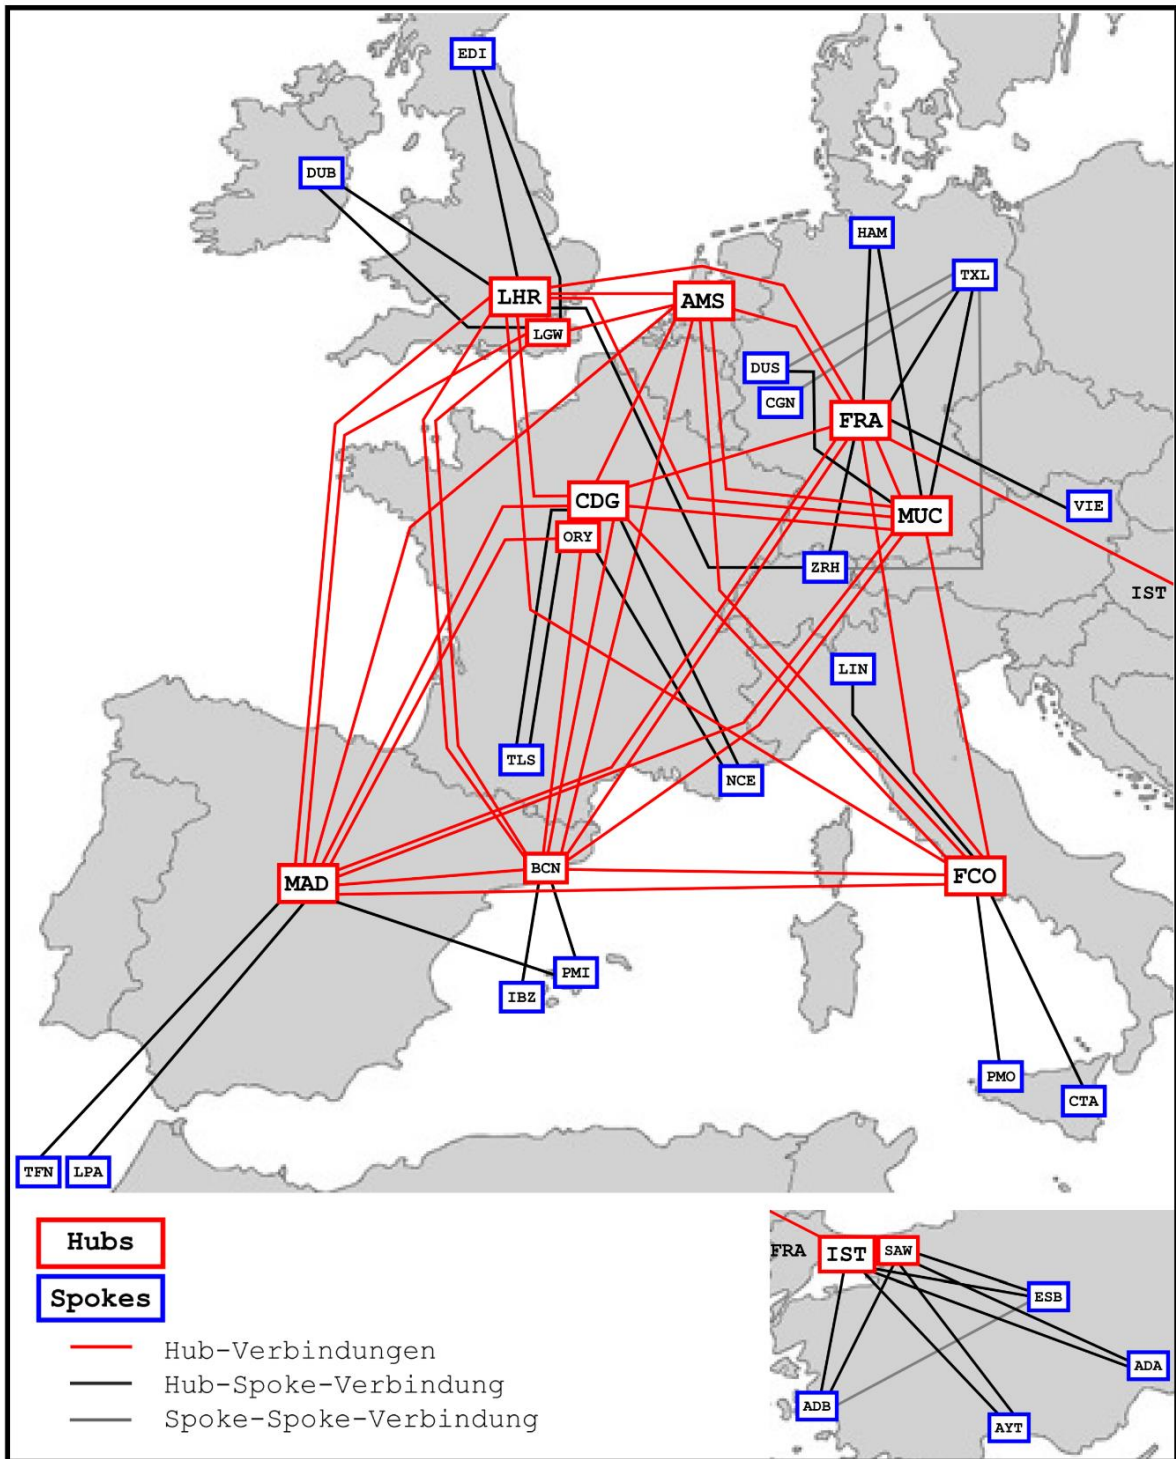 EDI
DUB
HAM
TXL
LHR
AMS
LGW
DUS
CGN
FRA
CDG
MUC
VIE
ORY
ZRH
IST
LIN
TLS
NCE
BCN
MAD
FCO
PMI
IBZ
PMO
CTA
TFN LPA
Hubs
Spokes
Hub-Verbindungen
Hub-Spoke-Verbindung
Spoke-Spoke-Verbindung
FRA IST SAW
ESB
ADA
ADB
AYT